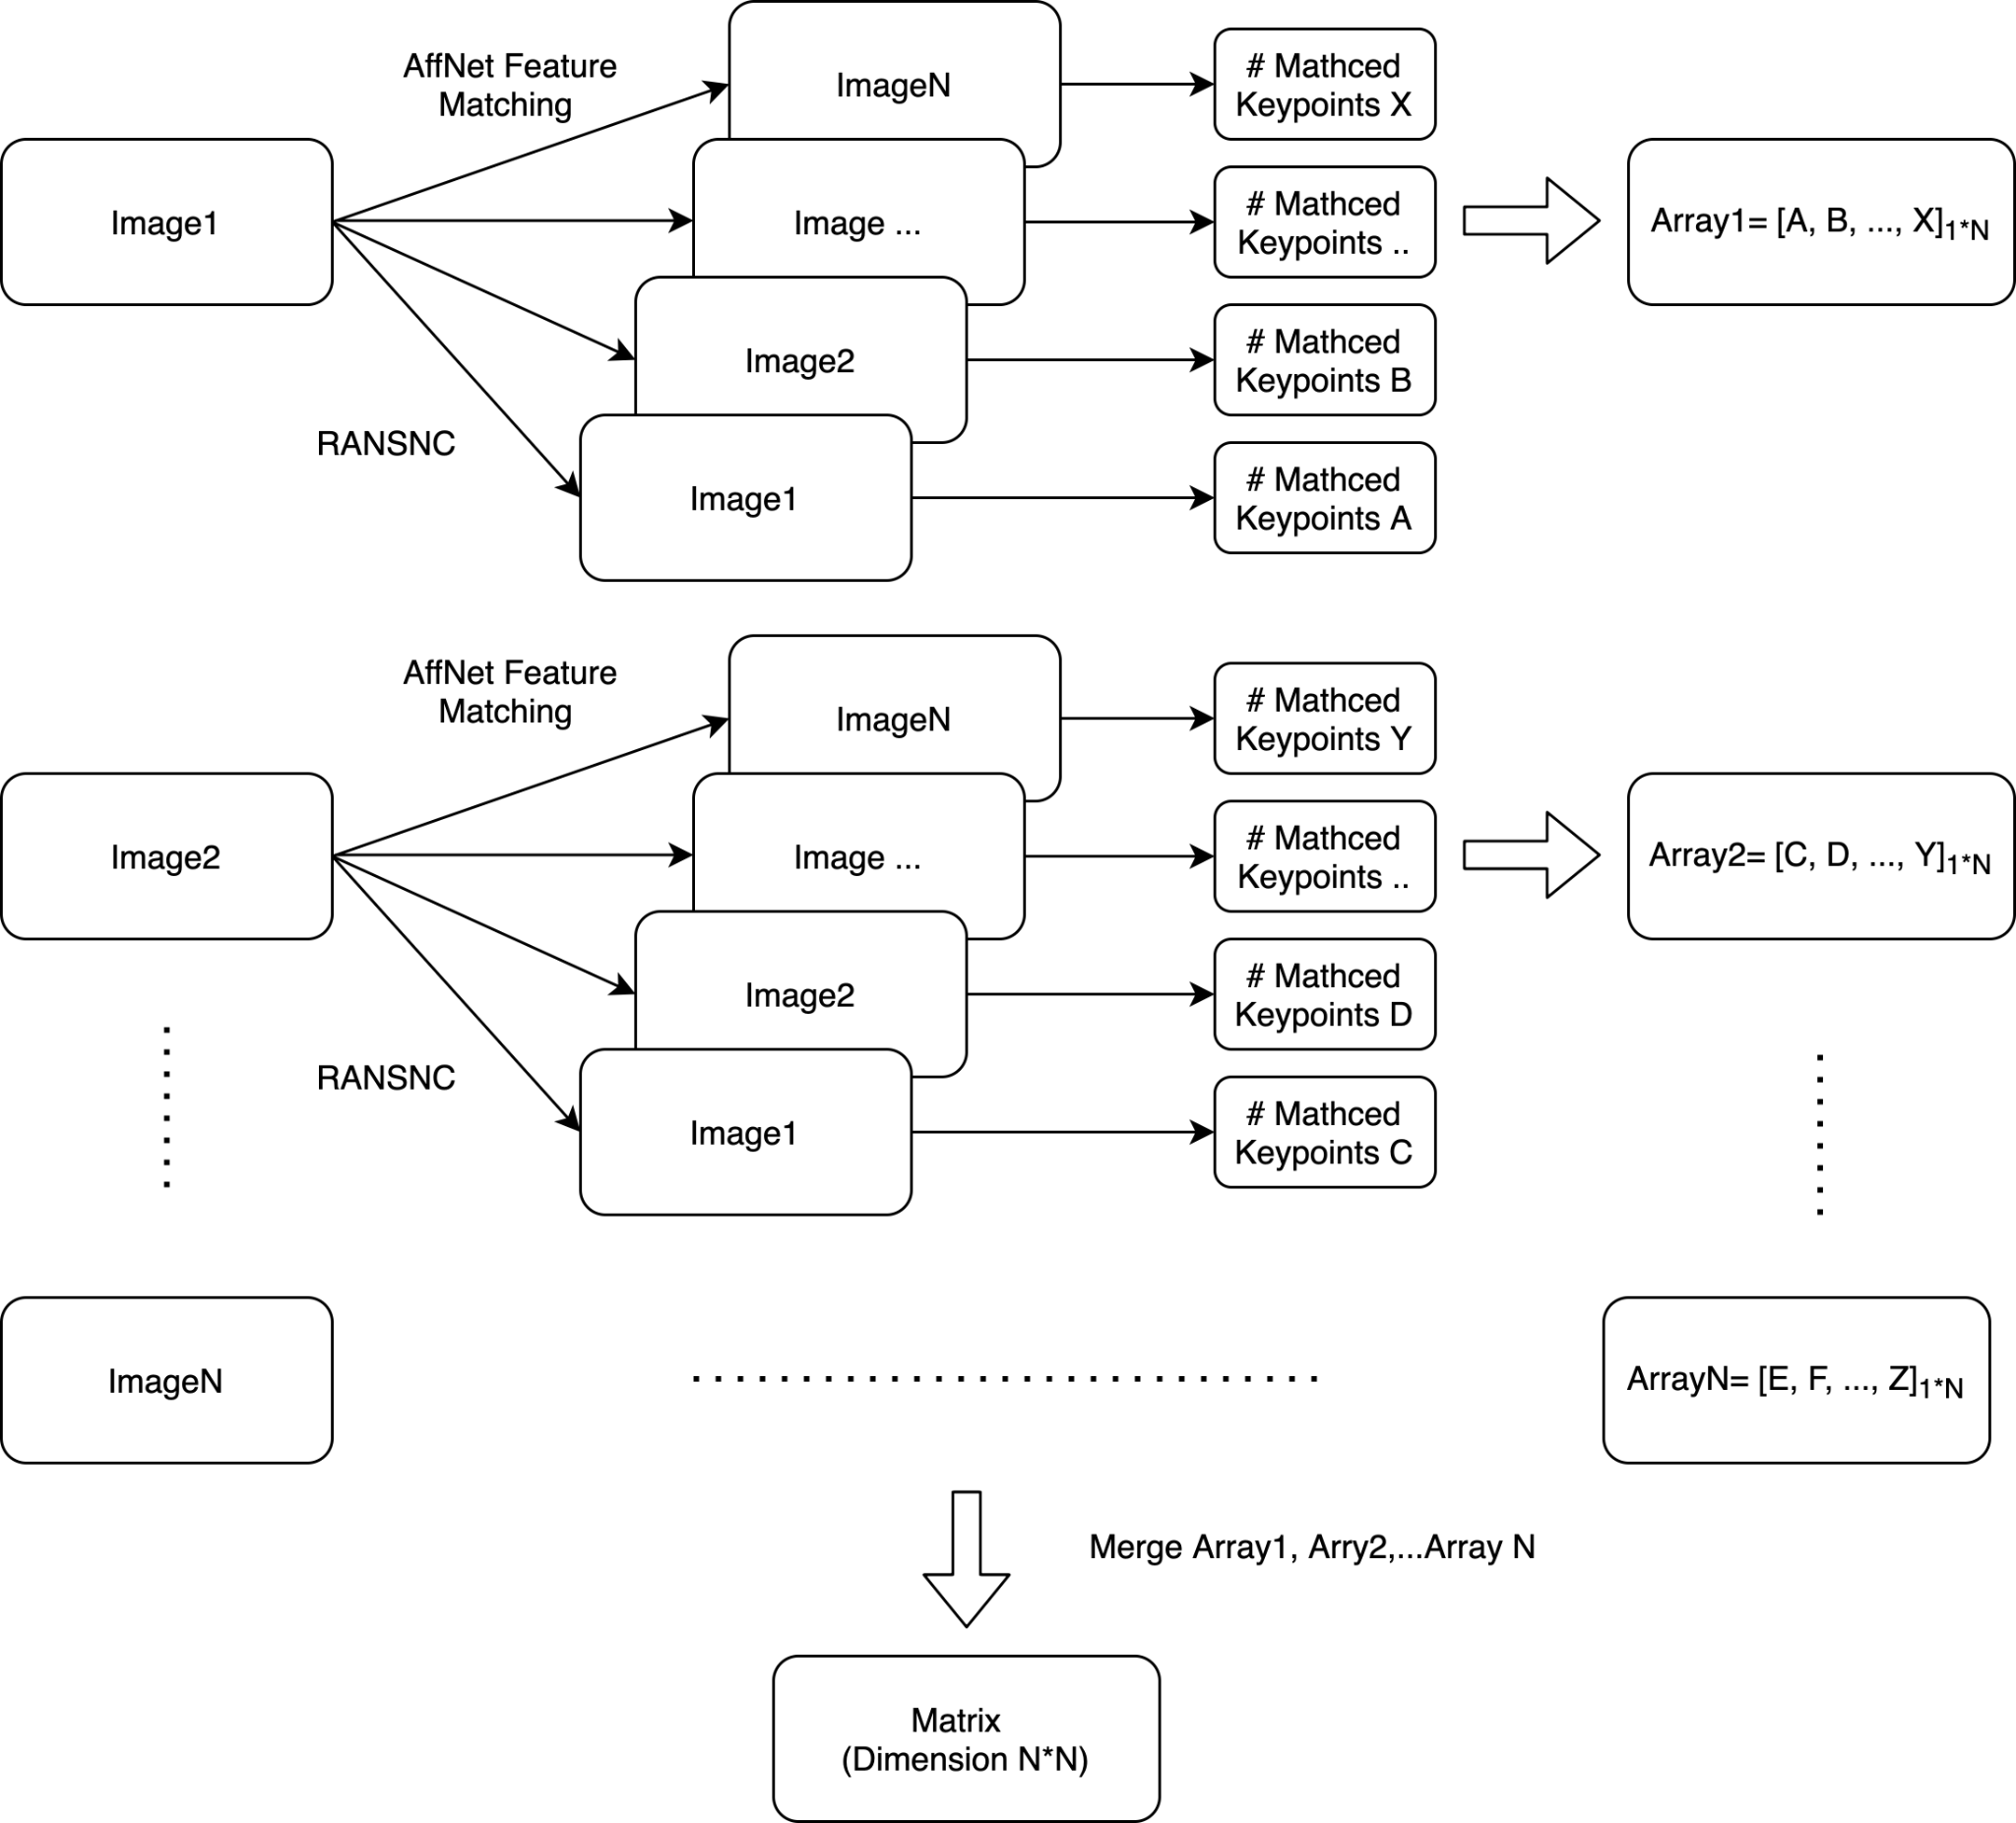 AffNet Feature
Matching
ImageN
# Mathced
Keypoints X
Image1
Image ...
# Mathced
Keypoints ..
Array1= [A, B, ..., X]1*N
Image2
# Mathced
Keypoints B
RANSNC
Image1
# Mathced
Keypoints A
AffNet Feature
Matching
ImageN
# Mathced
Keypoints Y
Image2
Image ...
# Mathced
Keypoints ..
Array2= [C, D, ..., Y]1*N
Image2
# Mathced
Keypoints D
RANSNC
Image1
# Mathced
Keypoints C
ImageN
ArrayN= [E, F, ..., Z]1*N
Merge Array1, Arry2,...Array N
Matrix
(Dimension N*N)